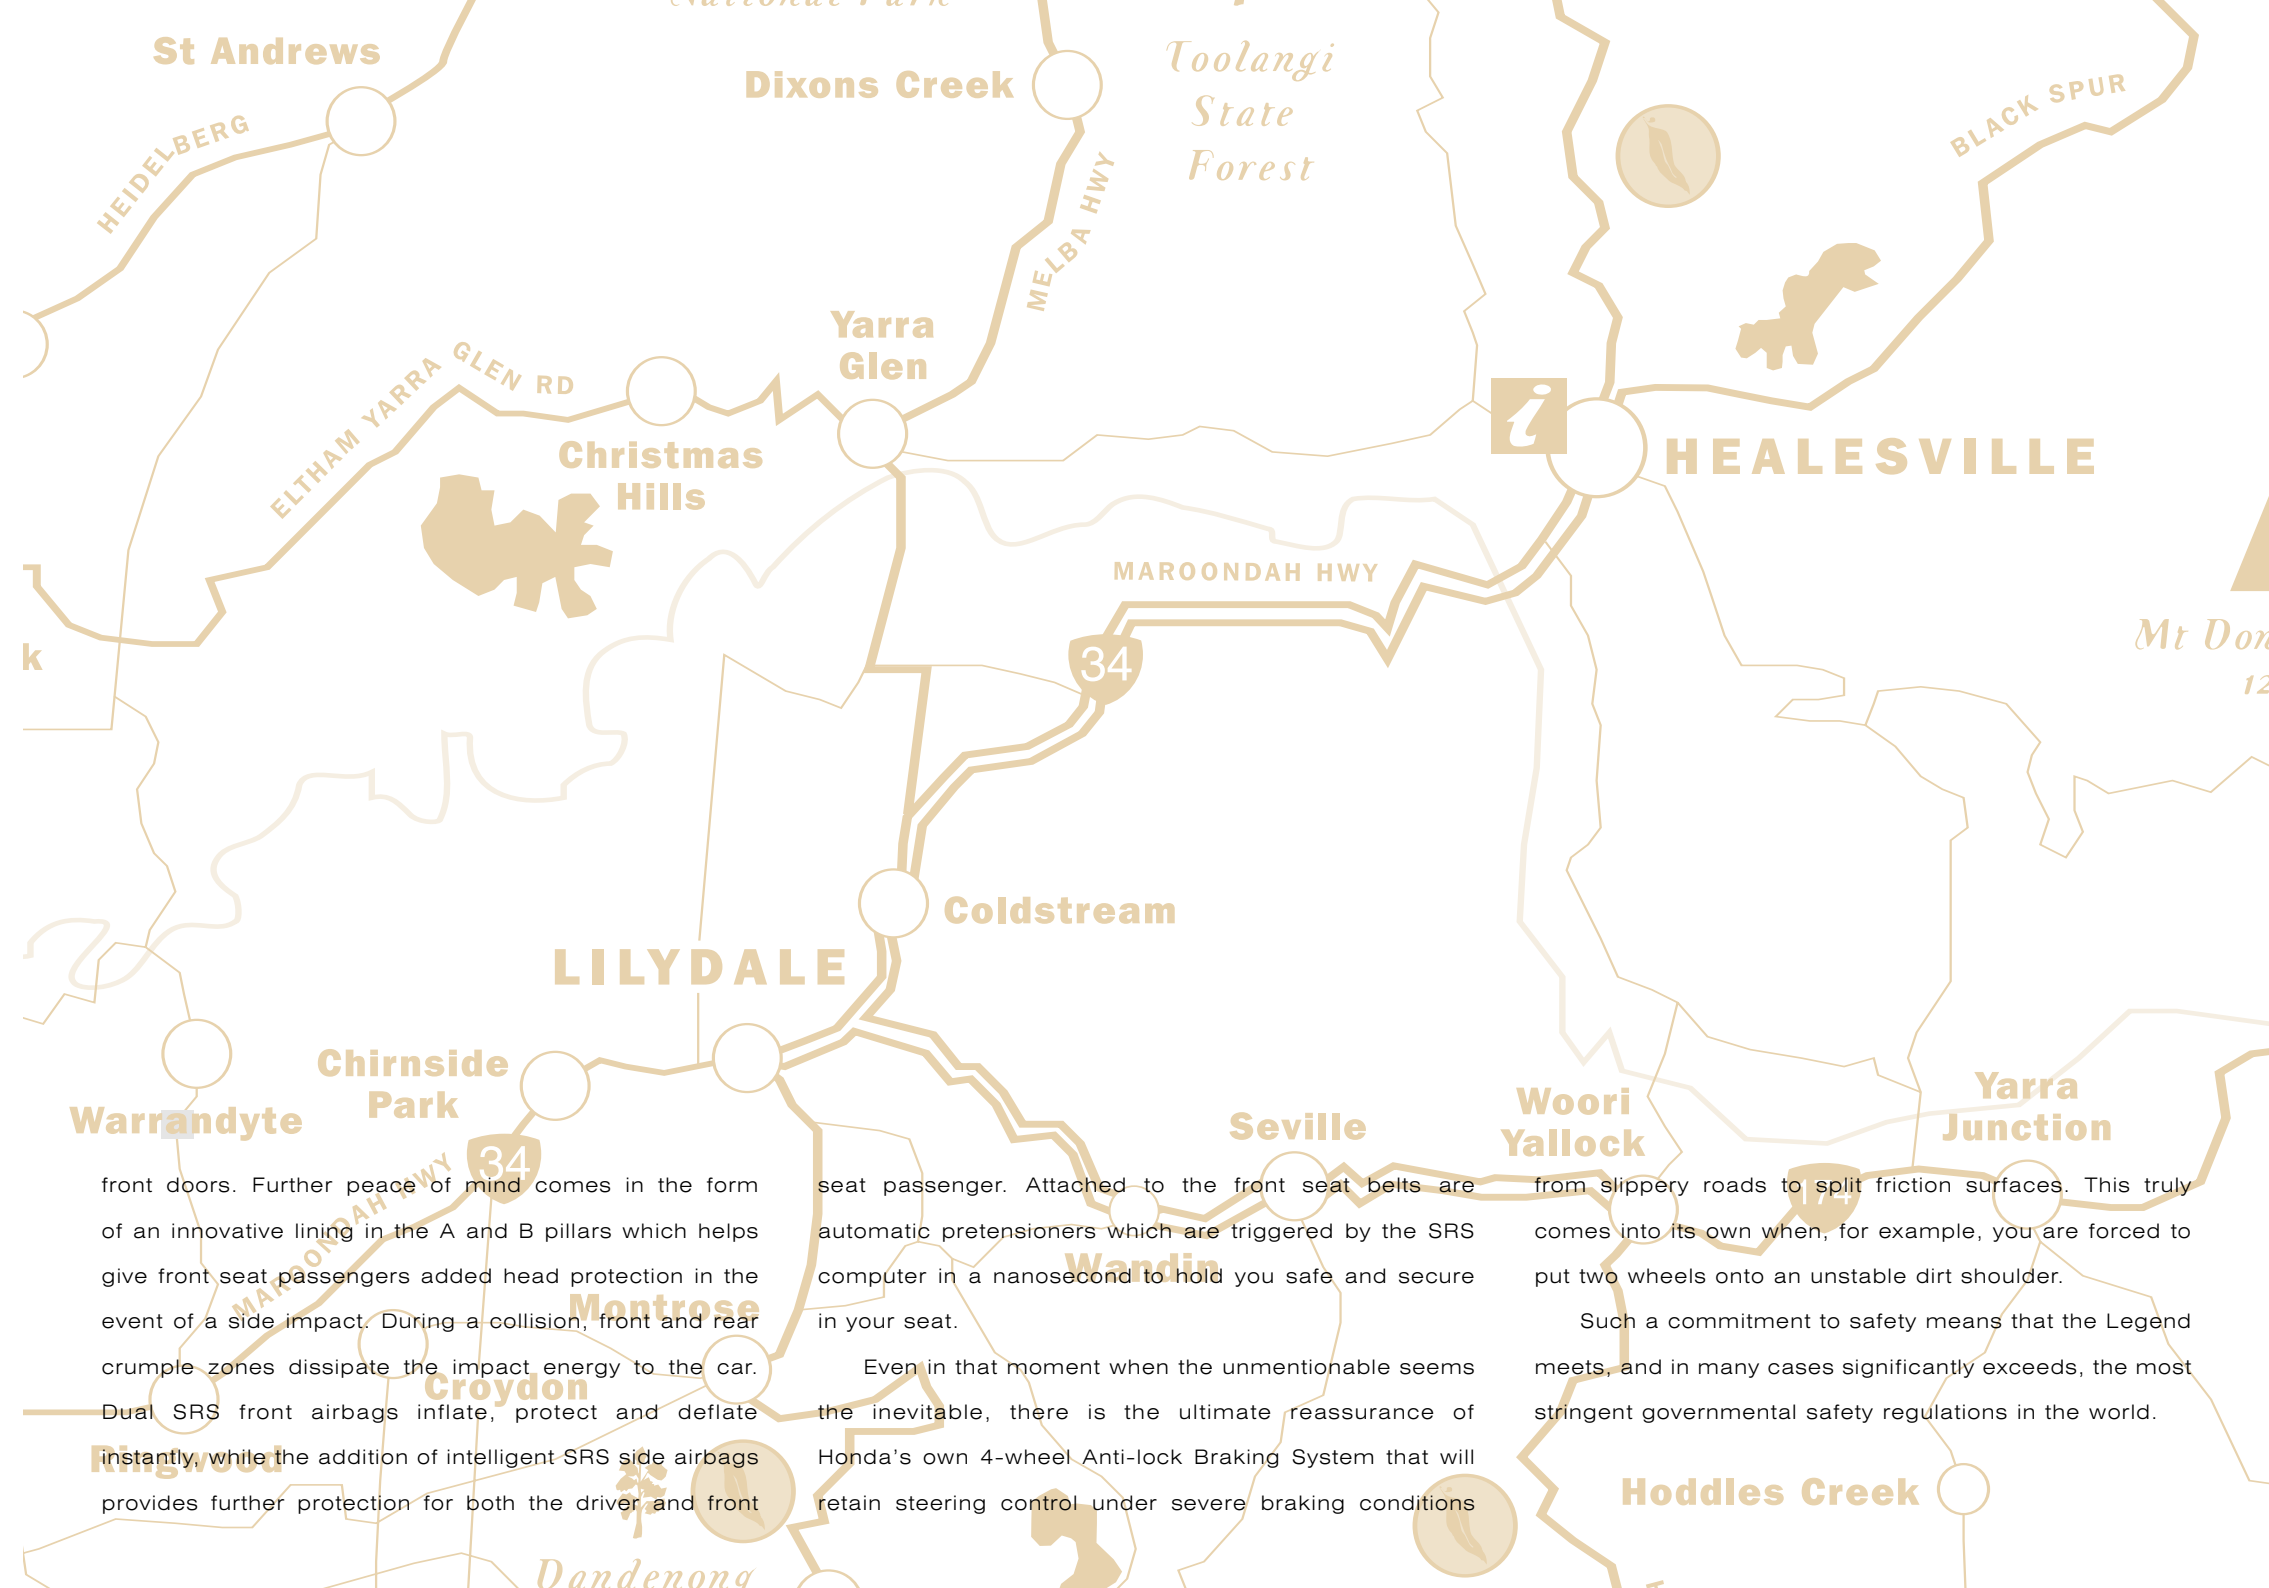 National Park
St Andrews
Dixons Creek
Toolangi
State
Forest
BLACK SPUR
HEIDELBERG
MELBA HWY
Yarra
Glen
ELTHAM YARRA GLEN RD
Christmas
Hills
i
HEALESVILLE
MAROONDAH HWY
34
k
Mt Don
12
Coldstream
LILYDALE
Chirnside
Park
Warrandyte
Seville
Woori
Yallock
Yarra
Junction
34
174
MAROONDAH HWY
Wandin
Montrose
Croydon
Ringwood
Hoddles Creek
Dandenong
front doors. Further peace of mind comes in the form
of an innovative lining in the A and B pillars which helps
give front seat passengers added head protection in the
event of a side impact. During a collision, front and rear
crumple zones dissipate the impact energy to the car.
Dual SRS front airbags inflate, protect and deflate
instantly, while the addition of intelligent SRS side airbags
provides further protection for both the driver and front
seat passenger. Attached to the front seat belts are
automatic pretensioners which are triggered by the SRS
computer in a nanosecond to hold you safe and secure
in your seat.
Even in that moment when the unmentionable seems
the inevitable, there is the ultimate reassurance of
Honda's own 4-wheel Anti-lock Braking System that will
retain steering control under severe braking conditions
from slippery roads to split friction surfaces. This truly
comes into its own when, for example, you are forced to
put two wheels onto an unstable dirt shoulder.
Such a commitment to safety means that the Legend
meets, and in many cases significantly exceeds, the most
stringent governmental safety regulations in the world.